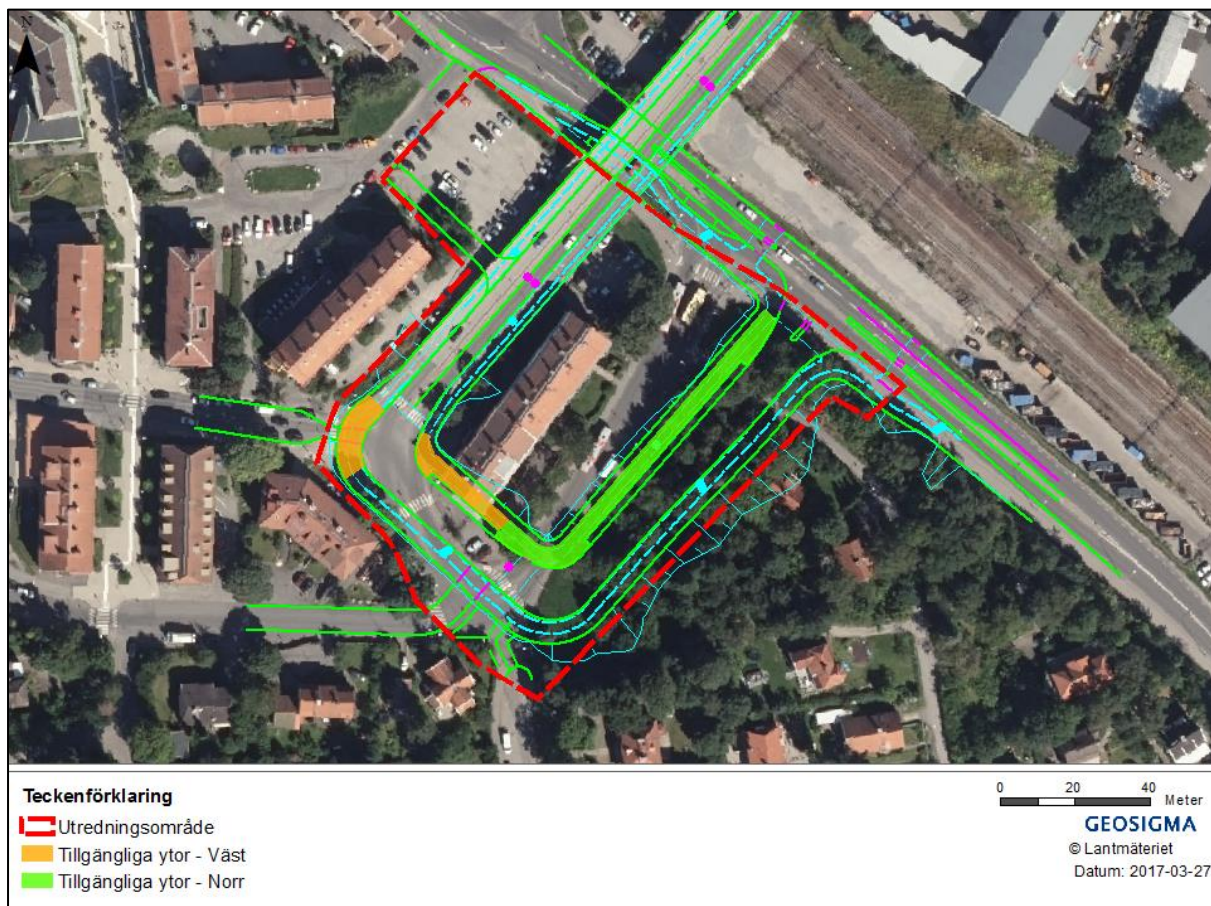 N
Teckenförklaring
Utredningsområde
Tillgängliga ytor - Väst
Tillgängliga ytor - Norr
0 20 40
Meter
GEOSIGMA
© Lantmäteriet
Datum: 2017-03-27